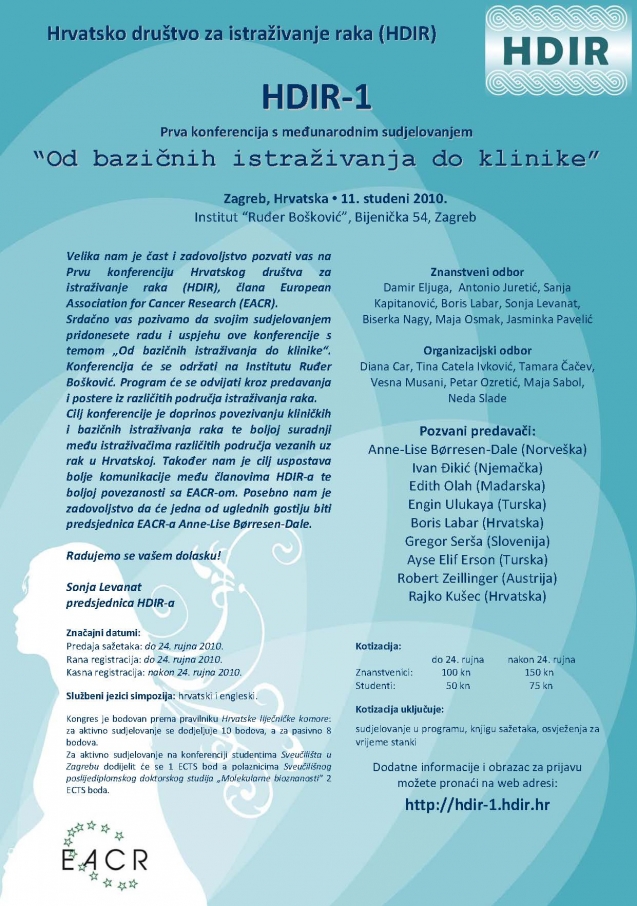 Hrvatsko društvo za istraživanje raka (HDIR)
HDIR
HDIR-1
Prva konferencija s međunarodnim sudjelovanjem
“Od bazičnih istraživanja do klinike”
Zagreb, Hrvatska • 11. studeni 2010.
Institut “Ruđer Bošković”, Bijenička 54, Zagreb
Velika nam je čast i zadovoljstvo pozvati vas na
Prvu konferenciju Hrvatskog društva za
istraživanje raka (HDIR), člana European
Association for Cancer Research (EACR).
Srdačno vas pozivamo da svojim sudjelovanjem
pridonesete radu i uspjehu ove konferencije s
temom „Od bazičnih istraživanja do klinike“.
Konferencija će se održati na Institutu Ruđer
Bošković. Program će se odvijati kroz predavanja
i postere iz različitih područja istraživanja raka.
Cilj konferencije je doprinos povezivanju kliničkih
i bazičnih istraživanja raka te boljoj suradnji
među istraživačima različitih područja vezanih uz
rak u Hrvatskoj. Također nam je cilj uspostava
bolje komunikacije među članovima HDIR-a te
boljoj povezanosti sa EACR-om. Posebno nam je
zadovoljstvo da će jedna od uglednih gostiju biti
predsjednica EACR-a Anne-Lise Børresen-Dale.
Radujemo se vašem dolasku!
Sonja Levanat
predsjednica HDIR-a
Značajni datumi:
Predaja sažetaka: do 24. rujna 2010.
Rana registracija: do 24. rujna 2010.
Kasna registracija: nakon 24. rujna 2010.
Službeni jezici simpozija: hrvatski i engleski.
Kongres je bodovan prema pravilniku Hrvatske liječničke komore:
za aktivno sudjelovanje se dodjeljuje 10 bodova, a za pasivno 8
bodova.
Za aktivno sudjelovanje na konferenciji studentima Sveučilišta u
Zagrebu dodijelit će se 1 ECTS bod a polaznicima Sveučilišnog
poslijediplomskog doktorskog studija „Molekularne bioznanosti“ 2
ECTS boda.
EACR
Znanstveni odbor
Damir Eljuga, Antonio Juretić, Sanja
Kapitanović, Boris Labar, Sonja Levanat,
Biserka Nagy, Maja Osmak, Jasminka Pavelić
Organizacijski odbor
Diana Car, Tina Catela Ivković, Tamara Čačev,
Vesna Musani, Petar Ozretić, Maja Sabol,
Neda Slade
Pozvani predavači:
Anne-Lise Børresen-Dale (Norveška)
Ivan Đikić (Njemačka)
Edith Olah (Mađarska)
Engin Ulukaya (Turska)
Boris Labar (Hrvatska)
Gregor Serša (Slovenija)
Ayse Elif Erson (Turska)
Robert Zeillinger (Austrija)
Rajko Kušec (Hrvatska)
Kotizacija:
do 24. rujna nakon 24. rujna
Znanstvenici: 100 kn 150 kn
Studenti: 50 kn 75 kn
Kotizacija uključuje:
sudjelovanje u programu, knjigu sažetaka, osvježenja za
vrijeme stanki
Dodatne informacije i obrazac za prijavu
možete pronaći na web adresi:
http://hdir-1.hdir.hr